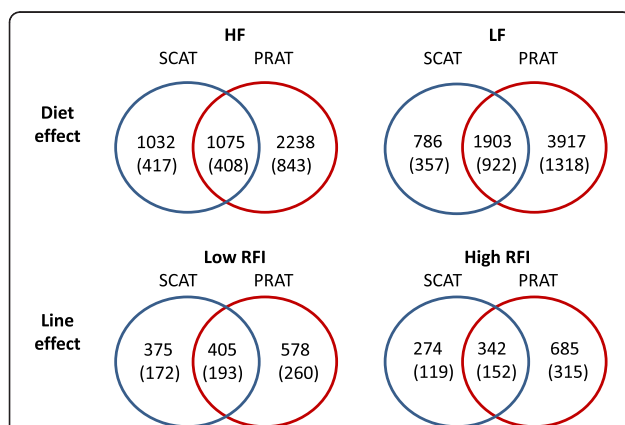 HF LF
SCAT PRAT SCAT PRAT
Diet effect
1032 1075 2238 786 1903 3917
(417) (408) (843) (357) (922) (1318)
Low RFI High RFI
SCAT PRAT SCAT PRAT
Line effect
375 405 578 274 342 685
(172) (193) (260) (119) (152) (315)